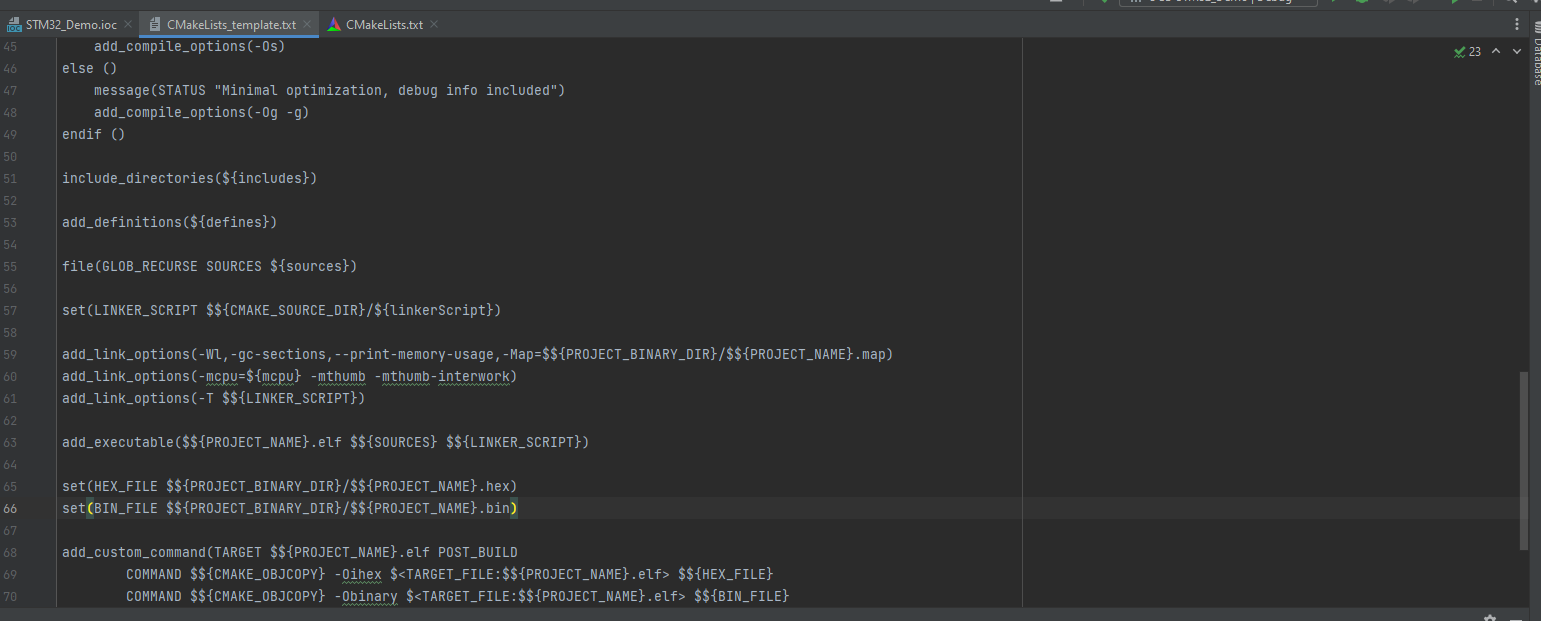 STM32_Demo.ioc CMakeLists_template.txt CMakeLists.txt
23
Database
45 add_compile_options(-Os)
46 else ()
47 message(STATUS "Minimal optimization, debug info included")
48 add_compile_options(-Og -g)
49 endif ()
50
51 include_directories(${includes})
52
53 add_definitions(${defines})
54
55 file(GLOB_RECURSE SOURCES ${sources})
56
57 set(LINKER_SCRIPT $${CMAKE_SOURCE_DIR}/${linkerScript})
58
59 add_link_options(-Wl,-gc-sections,--print-memory-usage,-Map=$${PROJECT_BINARY_DIR}/$${PROJECT_NAME}.map)
60 add_link_options(-mcpu=${mcpu} -mthumb -mthumb-interwork)
61 add_link_options(-T $${LINKER_SCRIPT})
62
63 add_executable($${PROJECT_NAME}.elf $${SOURCES} $${LINKER_SCRIPT})
64
65 set(HEX_FILE $${PROJECT_BINARY_DIR}/$${PROJECT_NAME}.hex)
66 set(BIN_FILE $${PROJECT_BINARY_DIR}/$${PROJECT_NAME}.bin)
67
68 add_custom_command(TARGET $${PROJECT_NAME}.elf POST_BUILD
69 COMMAND $${CMAKE_OBJCOPY} -Oihex $<TARGET_FILE:$${PROJECT_NAME}.elf> $${HEX_FILE}
70 COMMAND $${CMAKE_OBJCOPY} -Obinary $<TARGET_FILE:$${PROJECT_NAME}.elf> $${BIN_FILE}